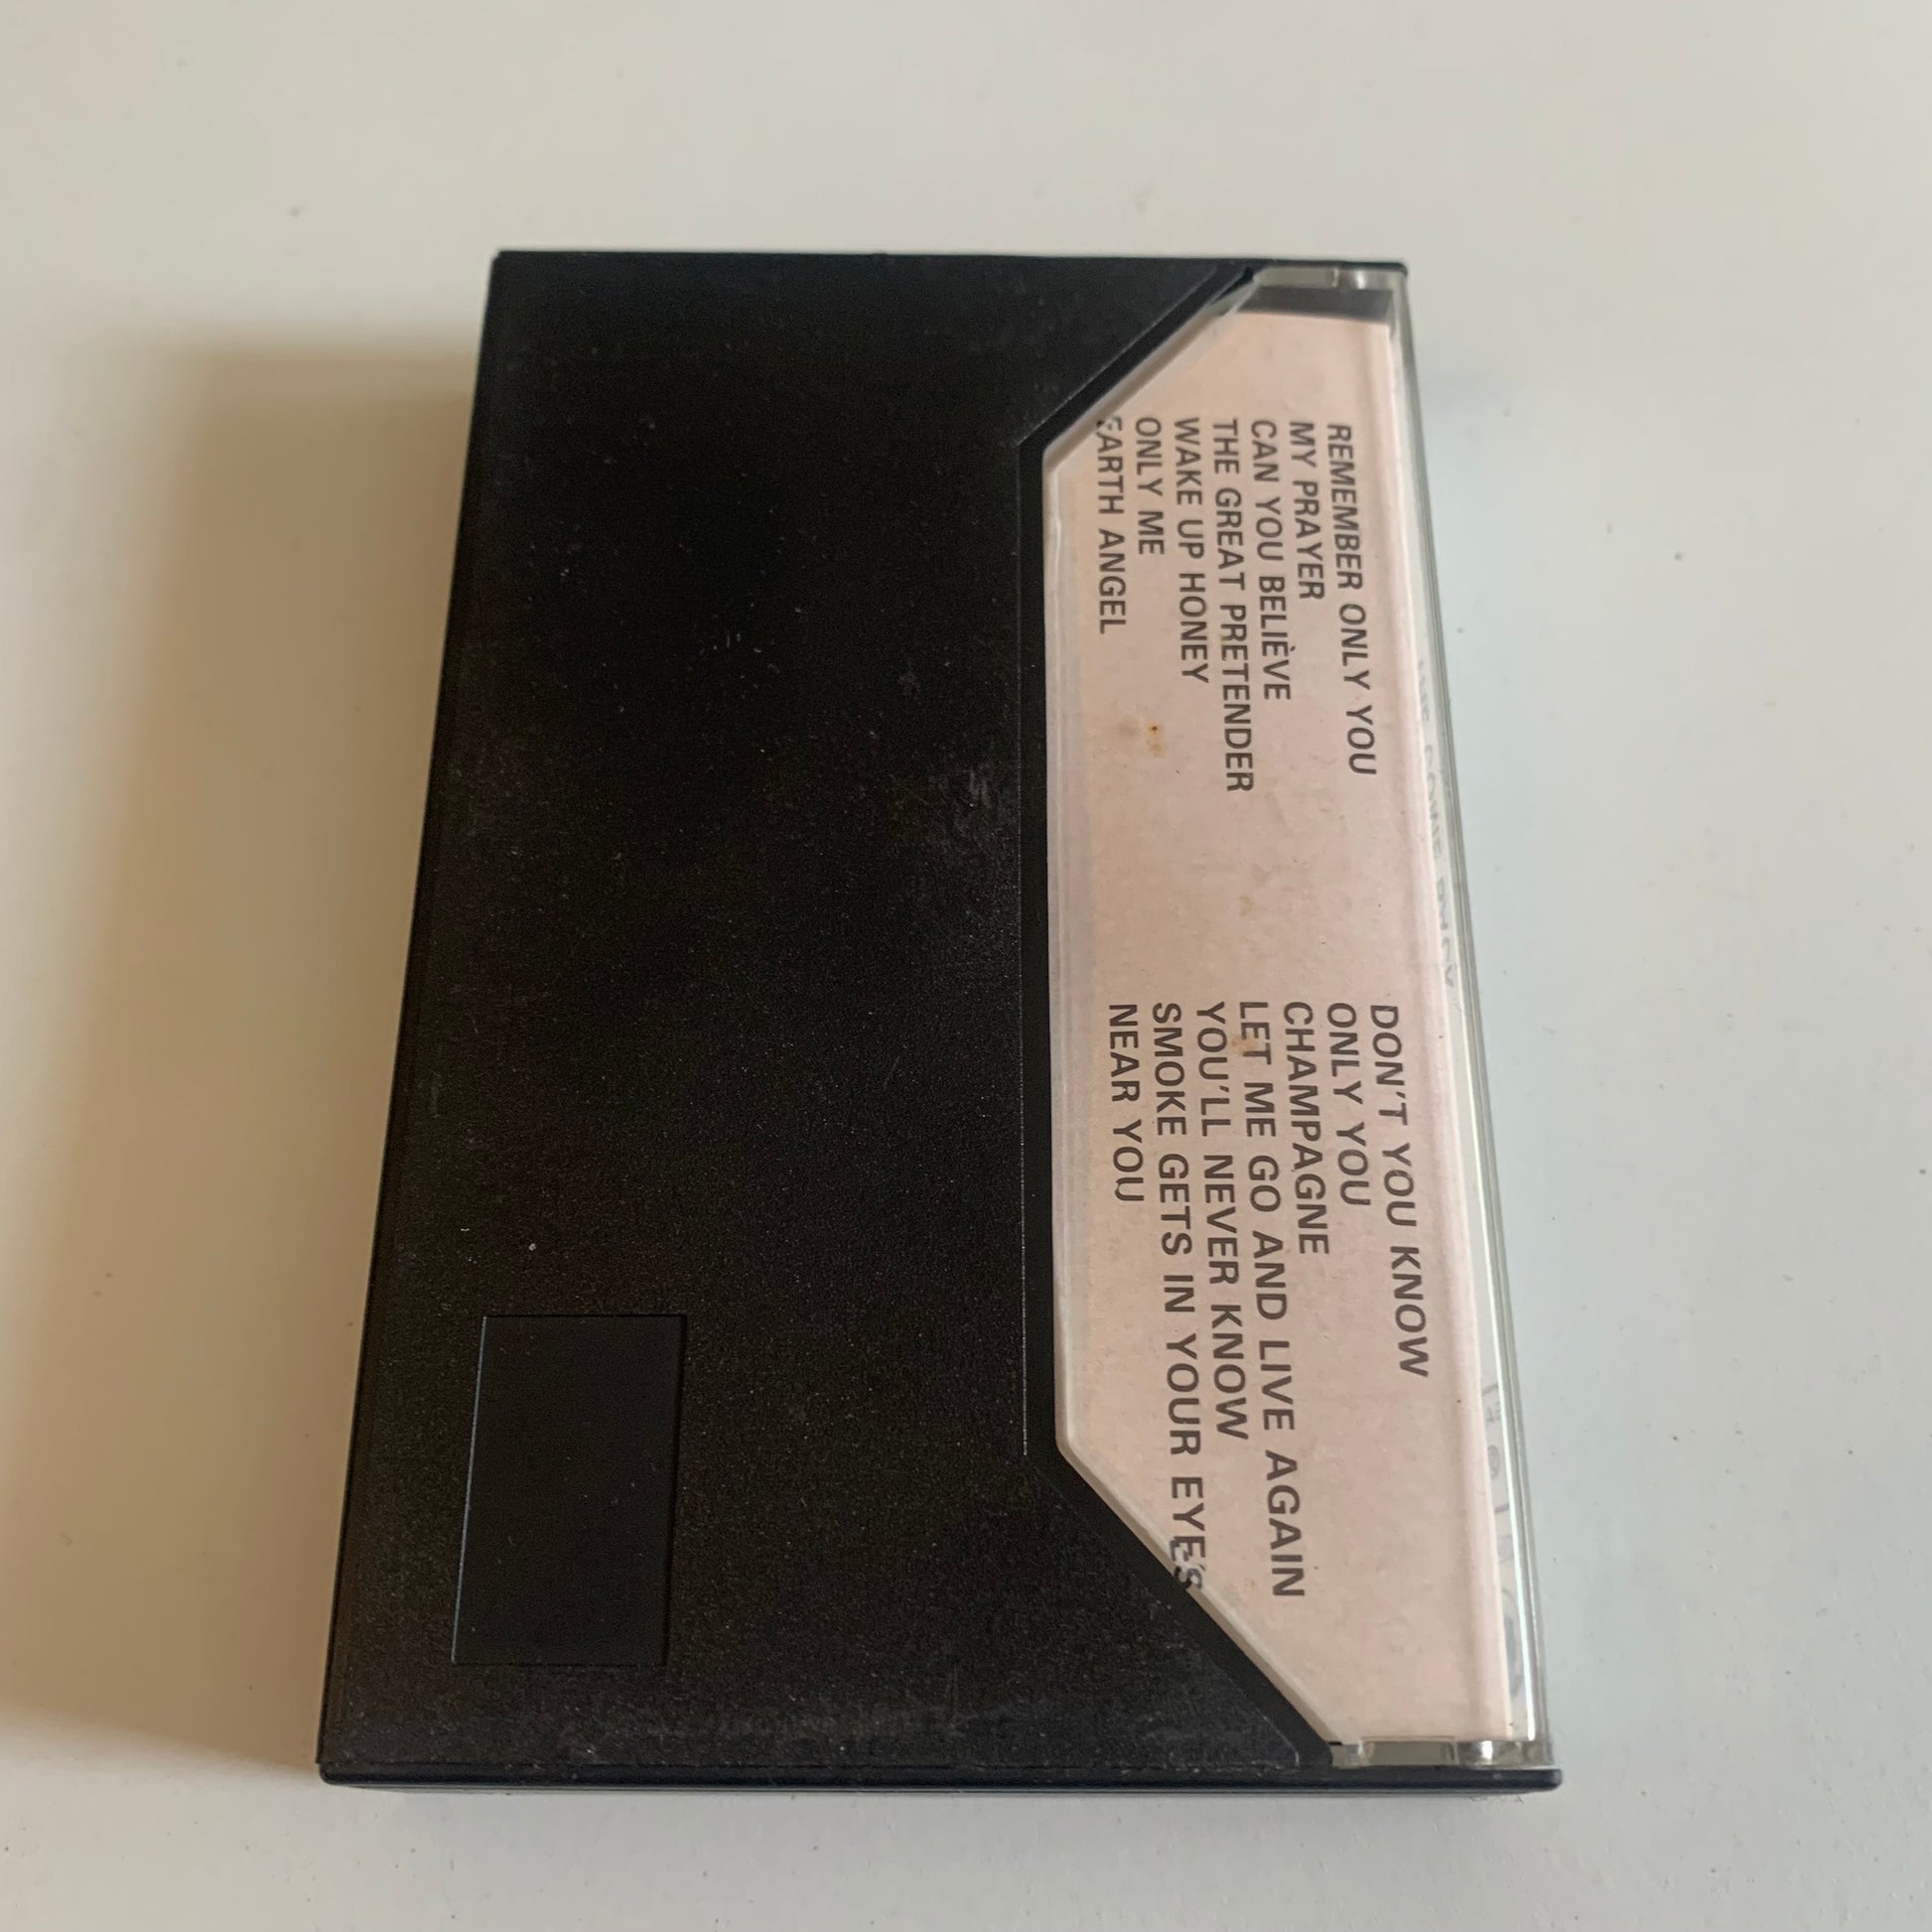 REMEMBER ONLY YOU
MY PRAYER
CAN YOU BELIÈVE
THE GREAT PRETENDER
WAKE UP HONEY
ONLY ME
EARTH ANGEL
DON'T YOU KNOW
ONLY YOU
CHAMPAGNE
LET ME GO AND LIVE AGAIN
YOU'LL NEVER KNOW
SMOKE GETS IN YOUR EYES
NEAR YOU